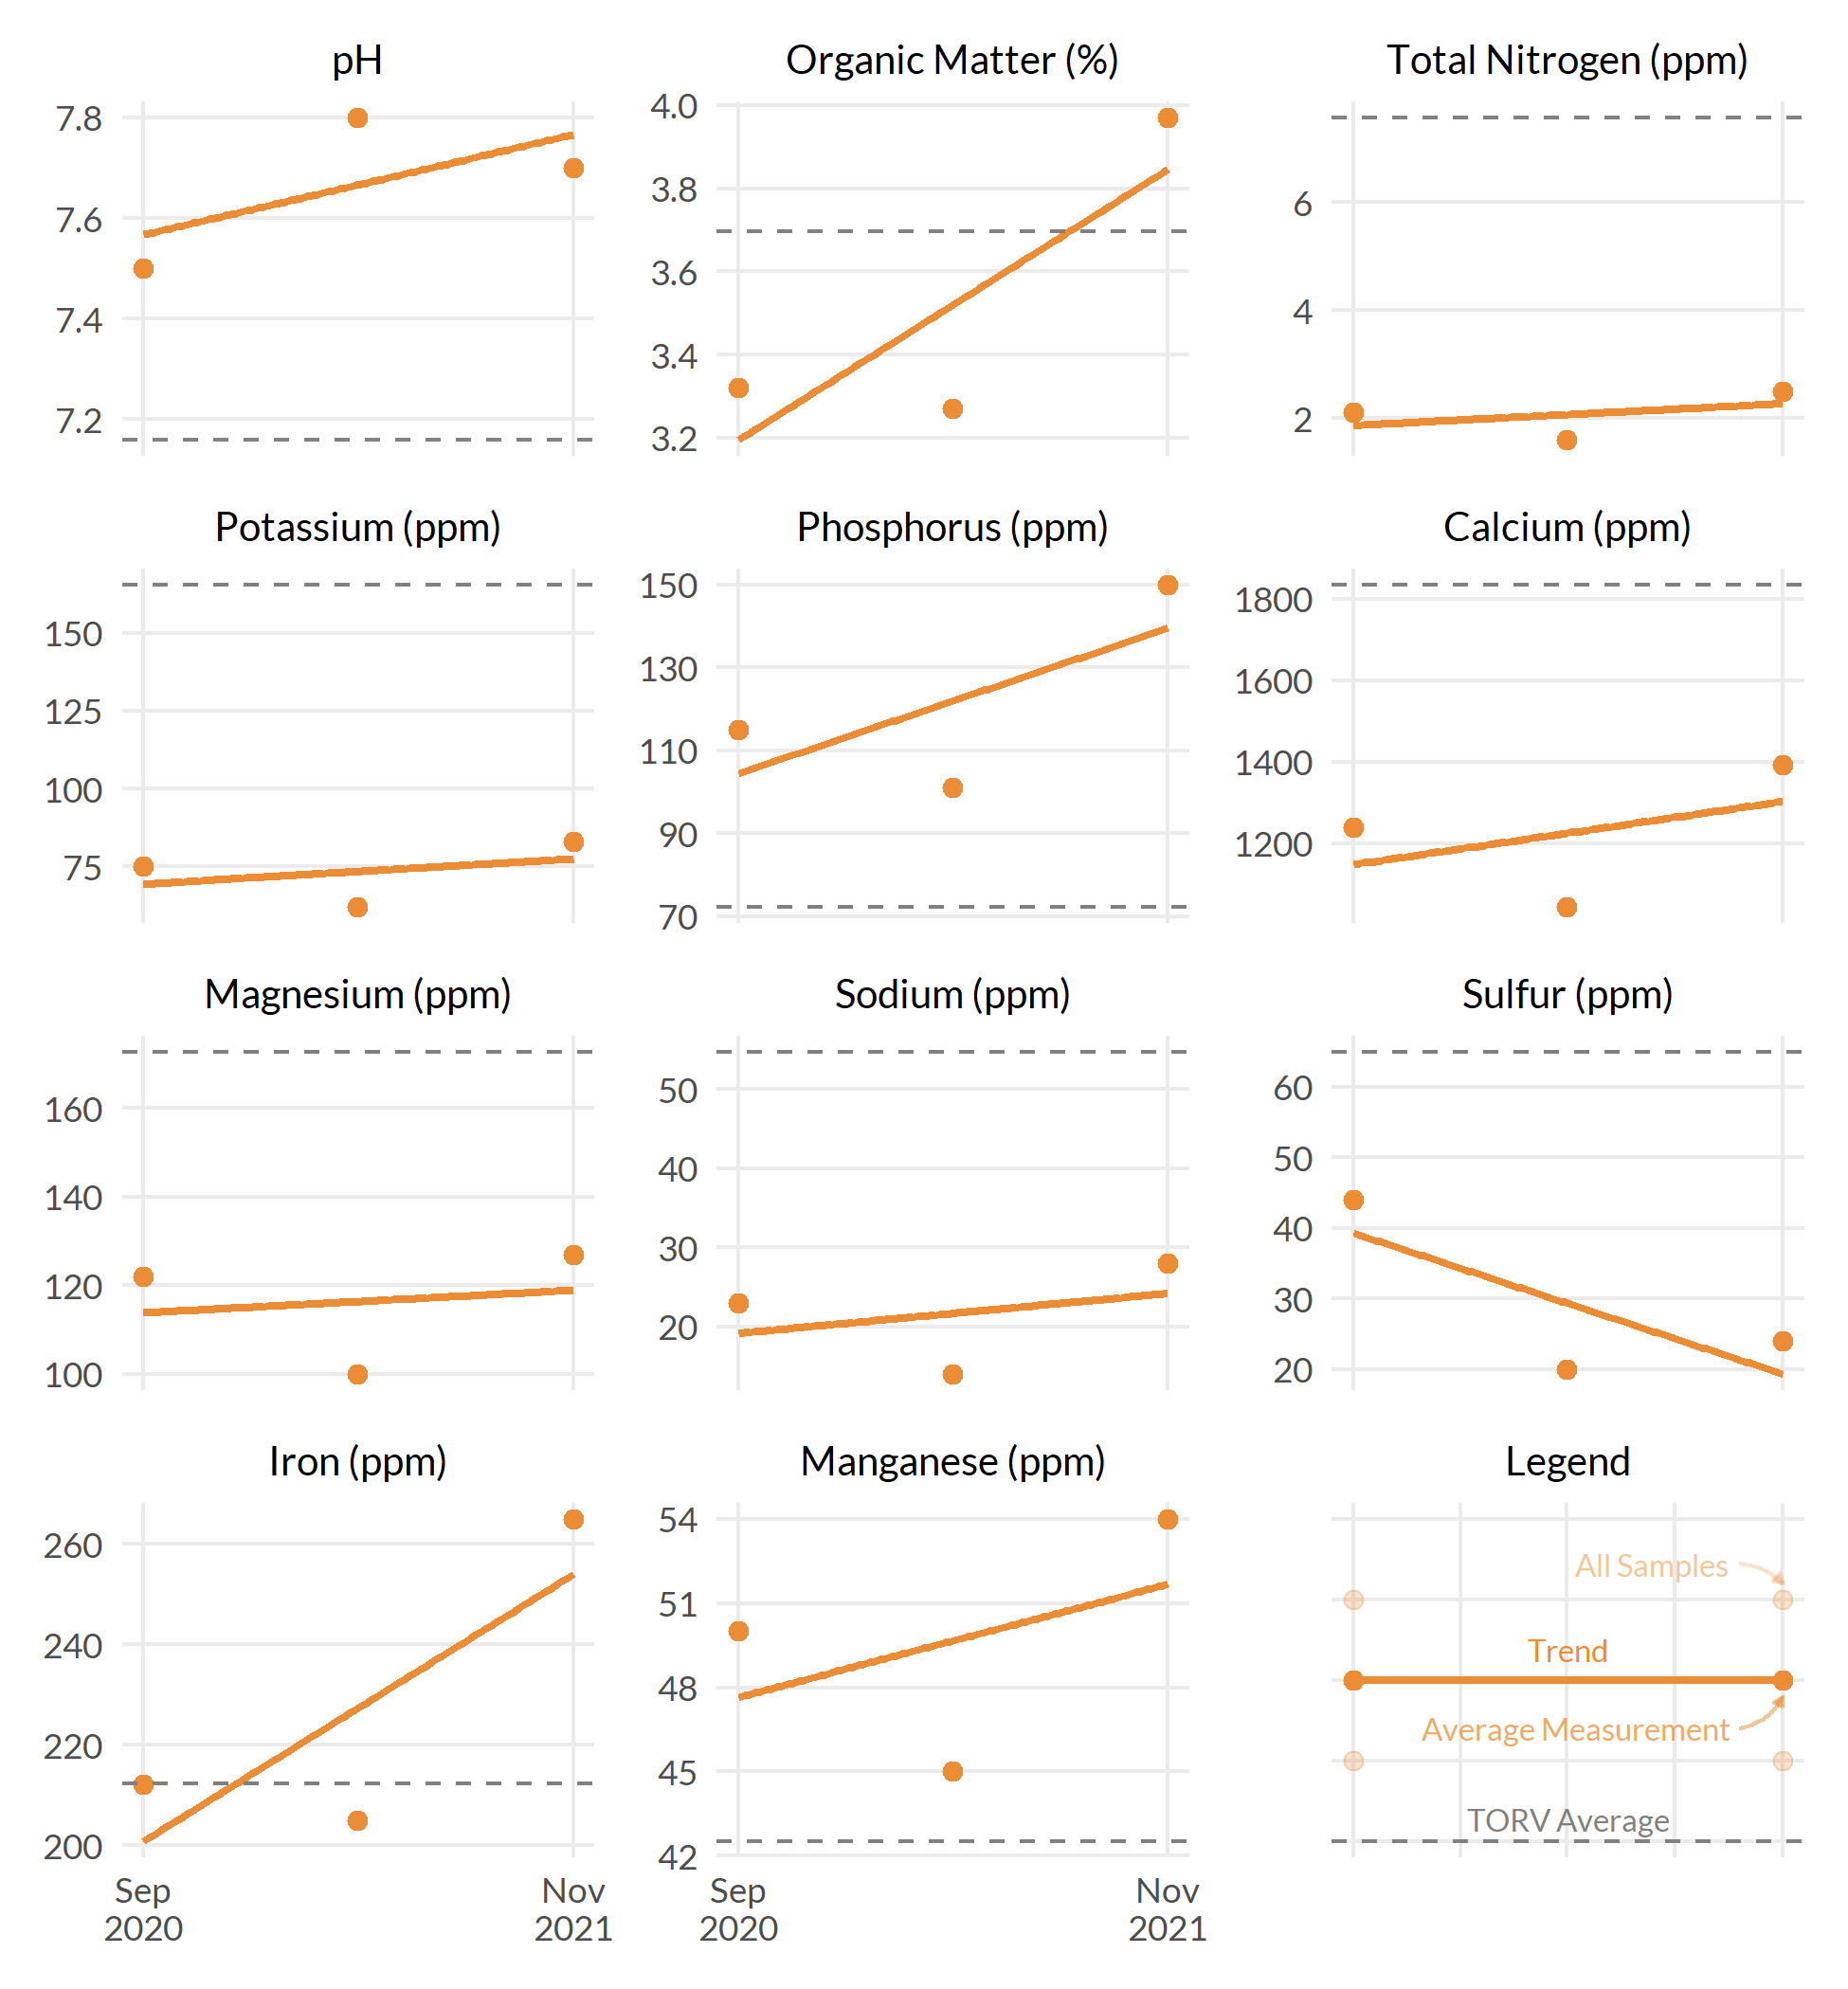 pH
7.8
7.6
7.4
7.2
Organic Matter (%)
4.0
3.8
3.6
3.4
3.2
Total Nitrogen (ppm)
6
4
2
Potassium (ppm)
150
125
100
75
Phosphorus (ppm)
150
130
110
90
70
Calcium (ppm)
1800
1600
1400
1200
Magnesium (ppm)
160
140
120
100
Sodium (ppm)
50
40
30
20
Sulfur (ppm)
60
50
40
30
20
Iron (ppm)
260
240
220
200
Sep
2020
Nov
2021
Manganese (ppm)
54
51
48
45
42
Sep
2020
Nov
2021
Legend
All Samples
Trend
Average Measurement
TORV Average